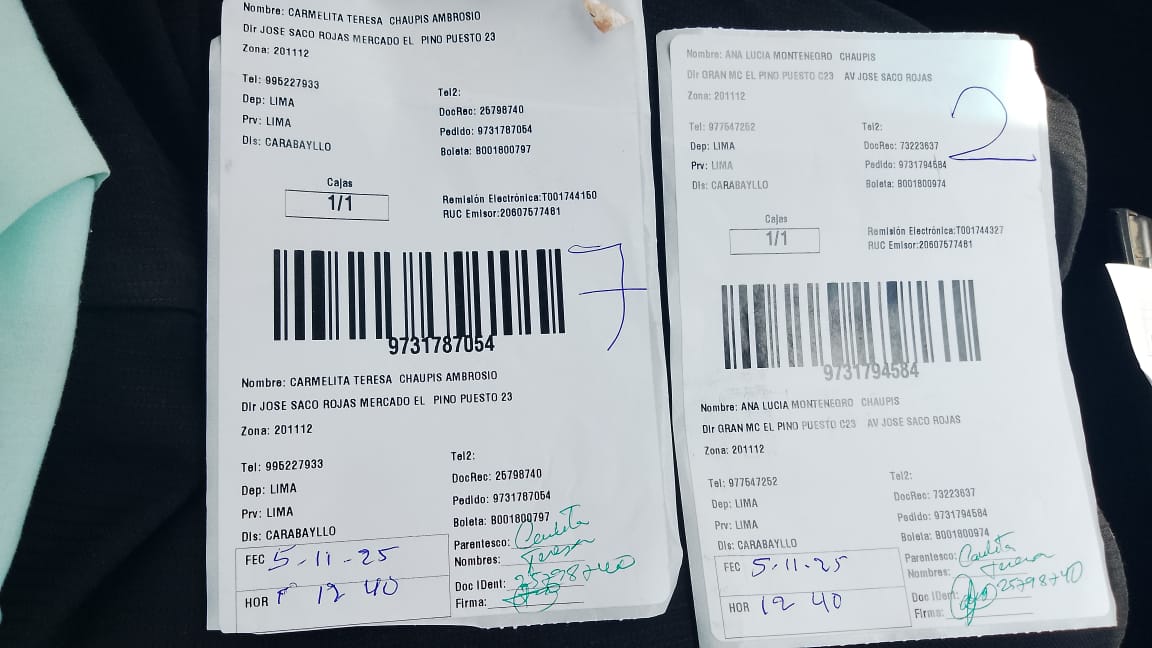 Nombre: CARMELITA TERESA CHAUPIS AMBROSIO
Dir JOSE SACO ROJAS MERCADO EL PINO PUESTO 23
Zona: 201112
Tel: 995227933
Tel2:
Dep: LIMA
DocRec: 25798740
Prv: LIMA
Pedido: 9731787054
Dis: CARABAYLLO
Boleta: B001800797
Cajas
1/1
Remisión Electrónica:T001744150
RUC Emisor:20607577481
7
9731787054
Nombre: CARMELITA TERESA CHAUPIS AMBROSIO
Dir JOSE SACO ROJAS MERCADO EL PINO PUESTO 23
Zona: 201112
Tel: 995227933
Tel2:
Dep: LIMA
DocRec: 25798740
Prv: LIMA
Pedido: 9731787054
Dis: CARABAYLLO
Boleta: B001800797
FEC 5-11-25
Parentesco:
Nombres: Teresa
HOR 12 40
Doc IDent: 25798740
Firma:
Nombre: ANA LUCIA MONTENEGRO CHAUPIS
Dir GRAN MC EL PINO PUESTO C23 AV JOSE SACO ROJAS
Zona: 201112
2
Tel: 977547252
Tel2:
Dep: LIMA
DocRec: 73223637
Prv: LIMA
Pedido: 9731794584
Dis: CARABAYLLO
Boleta: B001800974
Cajas
1/1
Remisión Electrónica:T001744327
RUC Emisor:20607577481
9731794584
Nombre: ANA LUCIA MONTENEGRO CHAUPIS
Dir GRAN MC EL PINO PUESTO C23 AV JOSE SACO ROJAS
Zona: 201112
Tel: 977547252
Tel2:
Dep: LIMA
DocRec: 73223637
Prv: LIMA
Pedido: 9731794584
Dis: CARABAYLLO
Boleta: B001800974
FEC 5-11-25
Parentesco:
Nombres:
HOR 12 40
Doc IDent: 25798740
Firma: